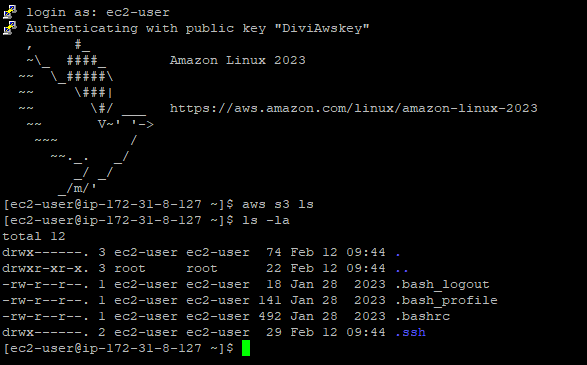 login as: ec2-user
Authenticating with public key "DiviAwskey"
   ,     #_
   ~\_  ####_        Amazon Linux 2023
  ~~  \_#####\
  ~~     \###|
  ~~       \#/ ___   https://aws.amazon.com/linux/amazon-linux-2023
   ~~       V~' '->
    ~~~         /
      ~~._.   _/
         _/ _/
       _/m/'
[ec2-user@ip-172-31-8-127 ~]$ aws s3 ls
[ec2-user@ip-172-31-8-127 ~]$ ls -la
total 12
drwx------. 3 ec2-user ec2-user  74 Feb 12 09:44 .
drwxr-xr-x. 3 root     root      22 Feb 12 09:44 ..
-rw-r--r--. 1 ec2-user ec2-user  18 Jan 28  2023 .bash_logout
-rw-r--r--. 1 ec2-user ec2-user 141 Jan 28  2023 .bash_profile
-rw-r--r--. 1 ec2-user ec2-user 492 Jan 28  2023 .bashrc
drwx------. 2 ec2-user ec2-user  29 Feb 12 09:44 .ssh
[ec2-user@ip-172-31-8-127 ~]$